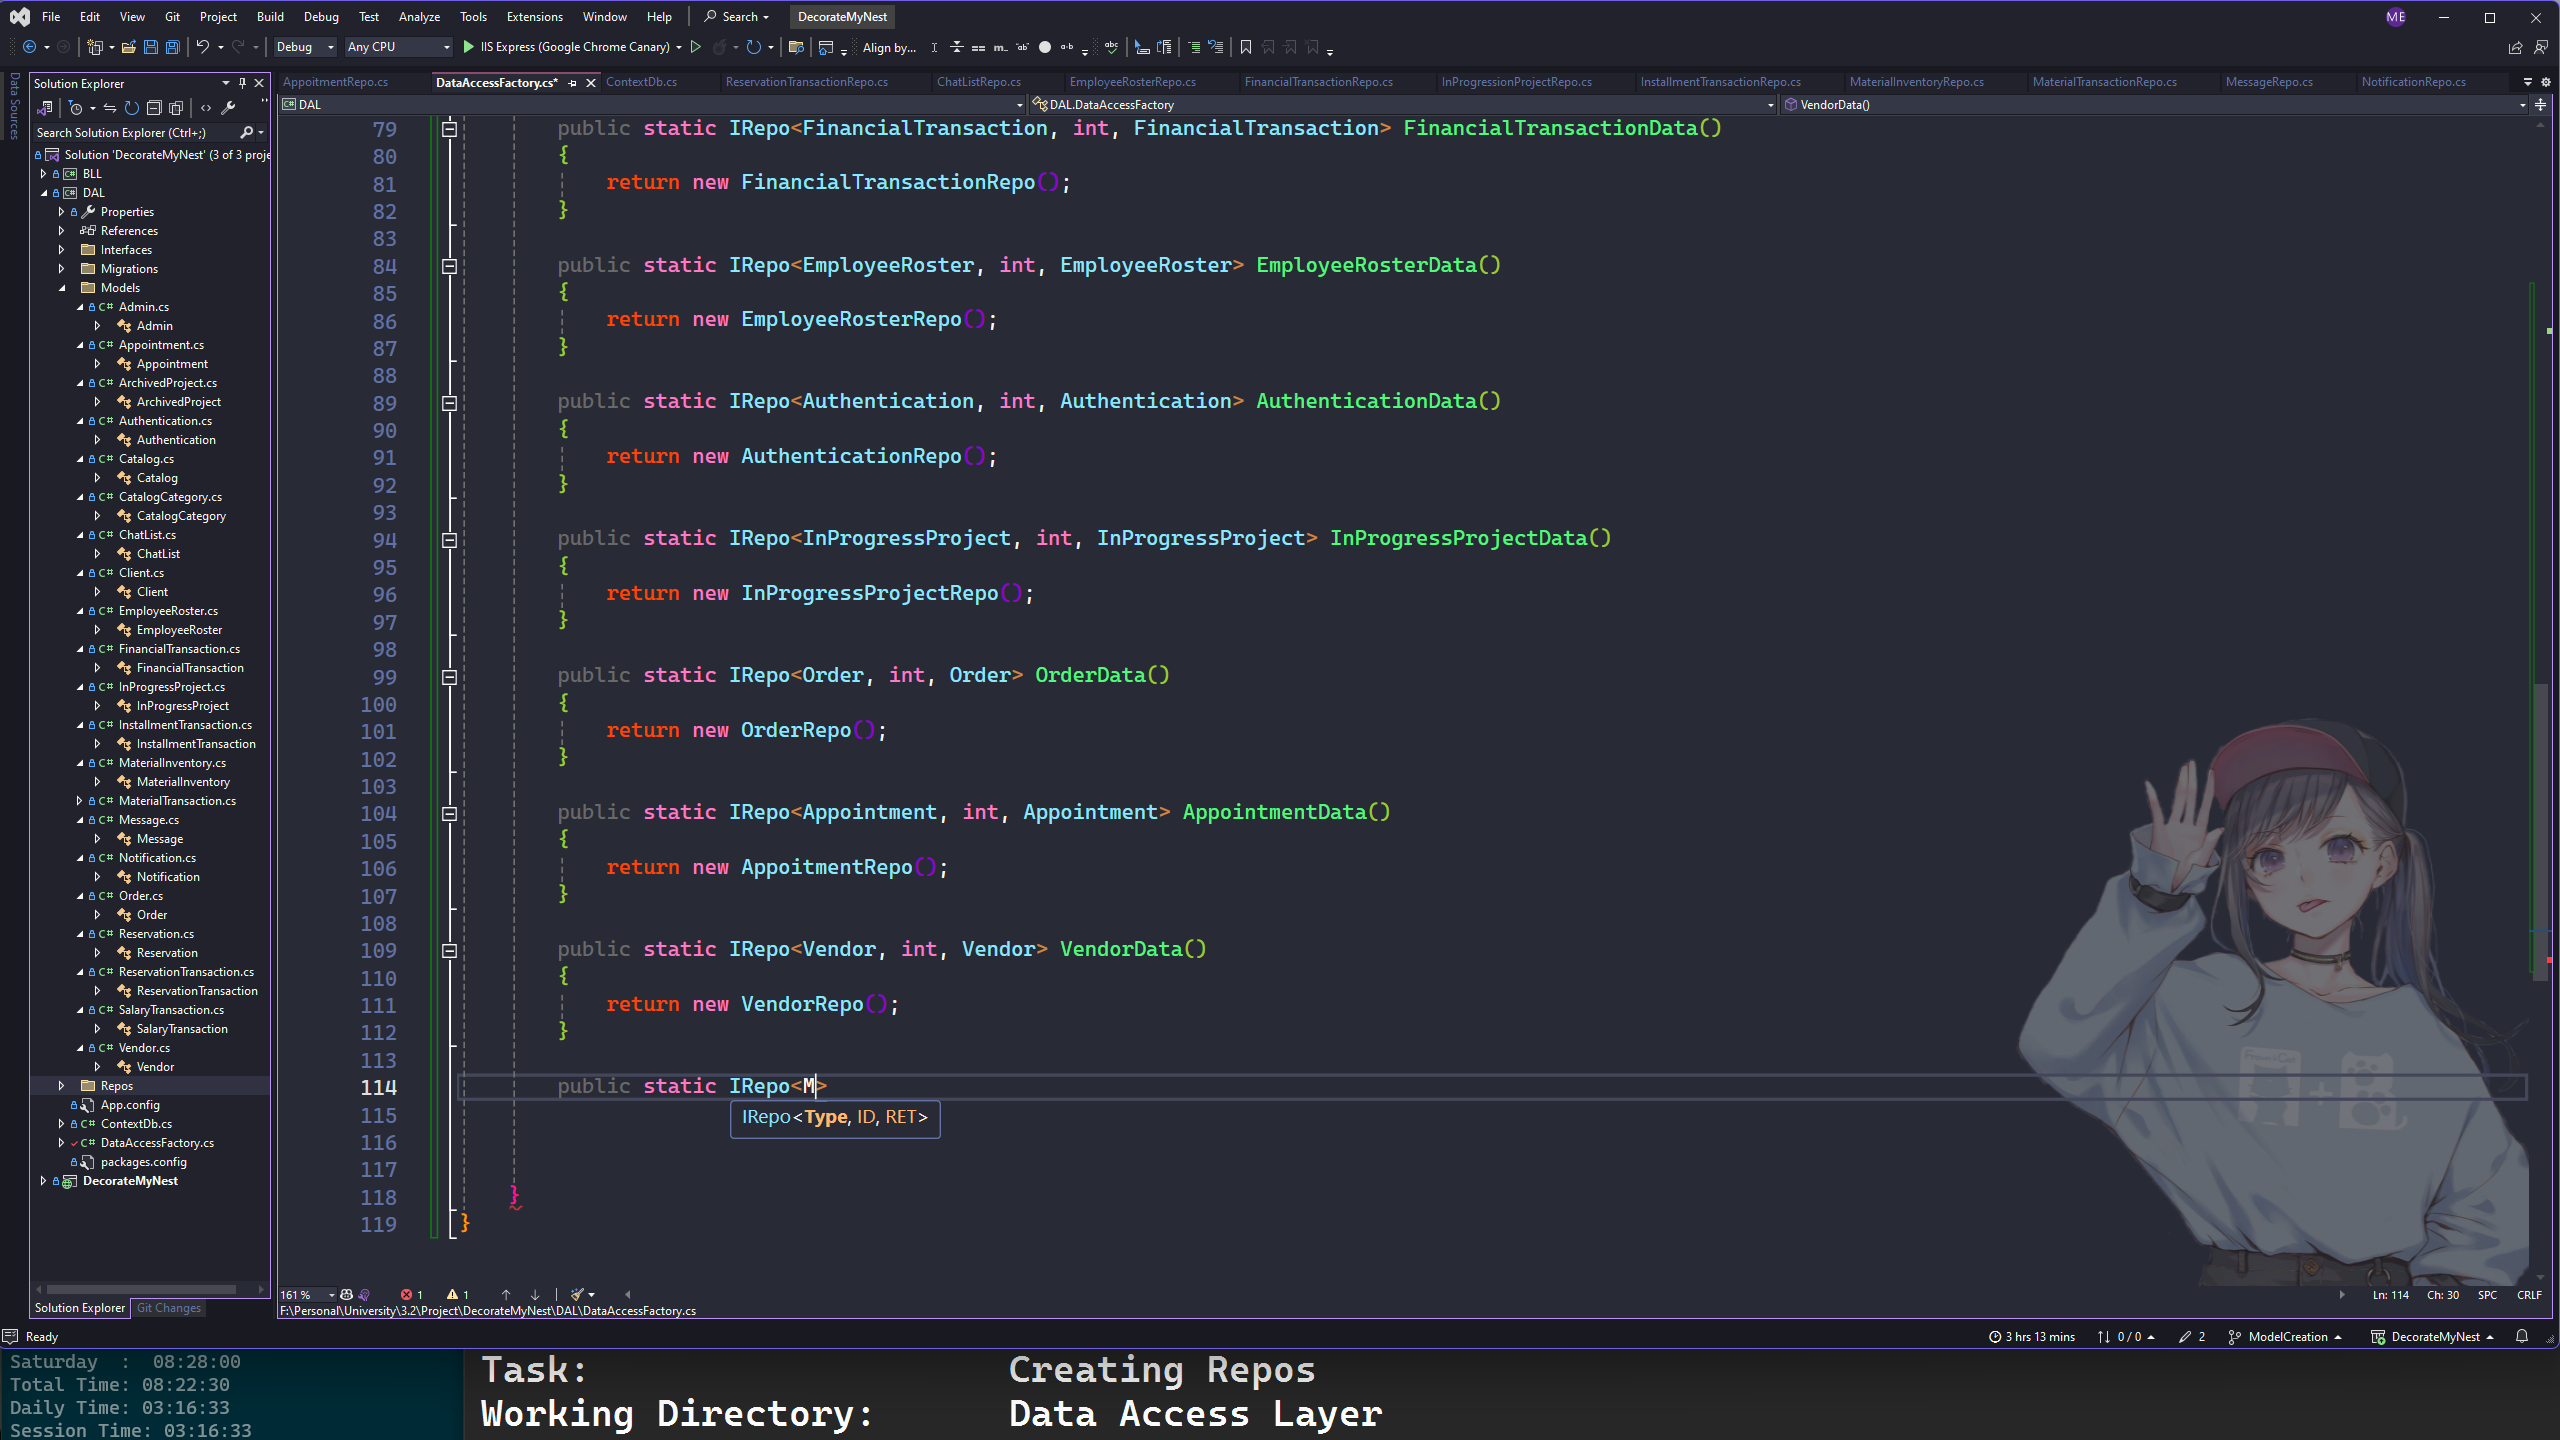 File Edit View Git Project Build Debug Test Analyze Tools Extensions Window Help Search DecorateMyNest ME
Debug Any CPU IIS Express (Google Chrome Canary) Align by...
Data Sources
Solution Explorer
Search Solution Explorer (Ctrl+;)
Solution 'DecorateMyNest' (3 of 3 proje
BLL
DAL
Properties
References
Interfaces
Migrations
Models
Admin.cs
Admin
Appointment.cs
Appointment
ArchivedProject.cs
ArchivedProject
Authentication.cs
Authentication
Catalog.cs
Catalog
CatalogCategory.cs
CatalogCategory
ChatList.cs
ChatList
Client.cs
Client
EmployeeRoster.cs
EmployeeRoster
FinancialTransaction.cs
FinancialTransaction
InProgressProject.cs
InProgressProject
InstallmentTransaction.cs
InstallmentTransaction
MaterialInventory.cs
MaterialInventory
MaterialTransaction.cs
Message.cs
Message
Notification.cs
Notification
Order.cs
Order
Reservation.cs
Reservation
ReservationTransaction.cs
ReservationTransaction
SalaryTransaction.cs
SalaryTransaction
Vendor.cs
Vendor
Repos
App.config
ContextDb.cs
DataAccessFactory.cs
packages.config
DecorateMyNest
Solution Explorer Git Changes
AppoitmentRepo.cs DataAccessFactory.cs* ContextDb.cs ReservationTransactionRepo.cs ChatListRepo.cs EmployeeRosterRepo.cs FinancialTransactionRepo.cs InProgressionProjectRepo.cs InstallmentTransactionRepo.cs MaterialInventoryRepo.cs MaterialTransactionRepo.cs MessageRepo.cs NotificationRepo.cs
DAL DAL.DataAccessFactory VendorData()
79 public static IRepo<FinancialTransaction, int, FinancialTransaction> FinancialTransactionData()
80 {
81 return new FinancialTransactionRepo();
82 }
83
84 public static IRepo<EmployeeRoster, int, EmployeeRoster> EmployeeRosterData()
85 {
86 return new EmployeeRosterRepo();
87 }
88
89 public static IRepo<Authentication, int, Authentication> AuthenticationData()
90 {
91 return new AuthenticationRepo();
92 }
93
94 public static IRepo<InProgressProject, int, InProgressProject> InProgressProjectData()
95 {
96 return new InProgressProjectRepo();
97 }
98
99 public static IRepo<Order, int, Order> OrderData()
100 {
101 return new OrderRepo();
102 }
103
104 public static IRepo<Appointment, int, Appointment> AppointmentData()
105 {
106 return new AppoitmentRepo();
107 }
108
109 public static IRepo<Vendor, int, Vendor> VendorData()
110 {
111 return new VendorRepo();
112 }
113
114 public static IRepo<M>
115 IRepo<Type, ID, RET>
116
117
118 }
119 }
161 % 1 1 Ln: 114 Ch: 30 SPC CRLF
F:\Personal\University\3.2\Project\DecorateMyNest\DAL\DataAccessFactory.cs
Ready 3 hrs 13 mins 0 / 0 2 ModelCreation DecorateMyNest
Saturday : 08:28:00
Total Time: 08:22:30
Daily Time: 03:16:33
Session Time: 03:16:33
Task: Creating Repos
Working Directory: Data Access Layer